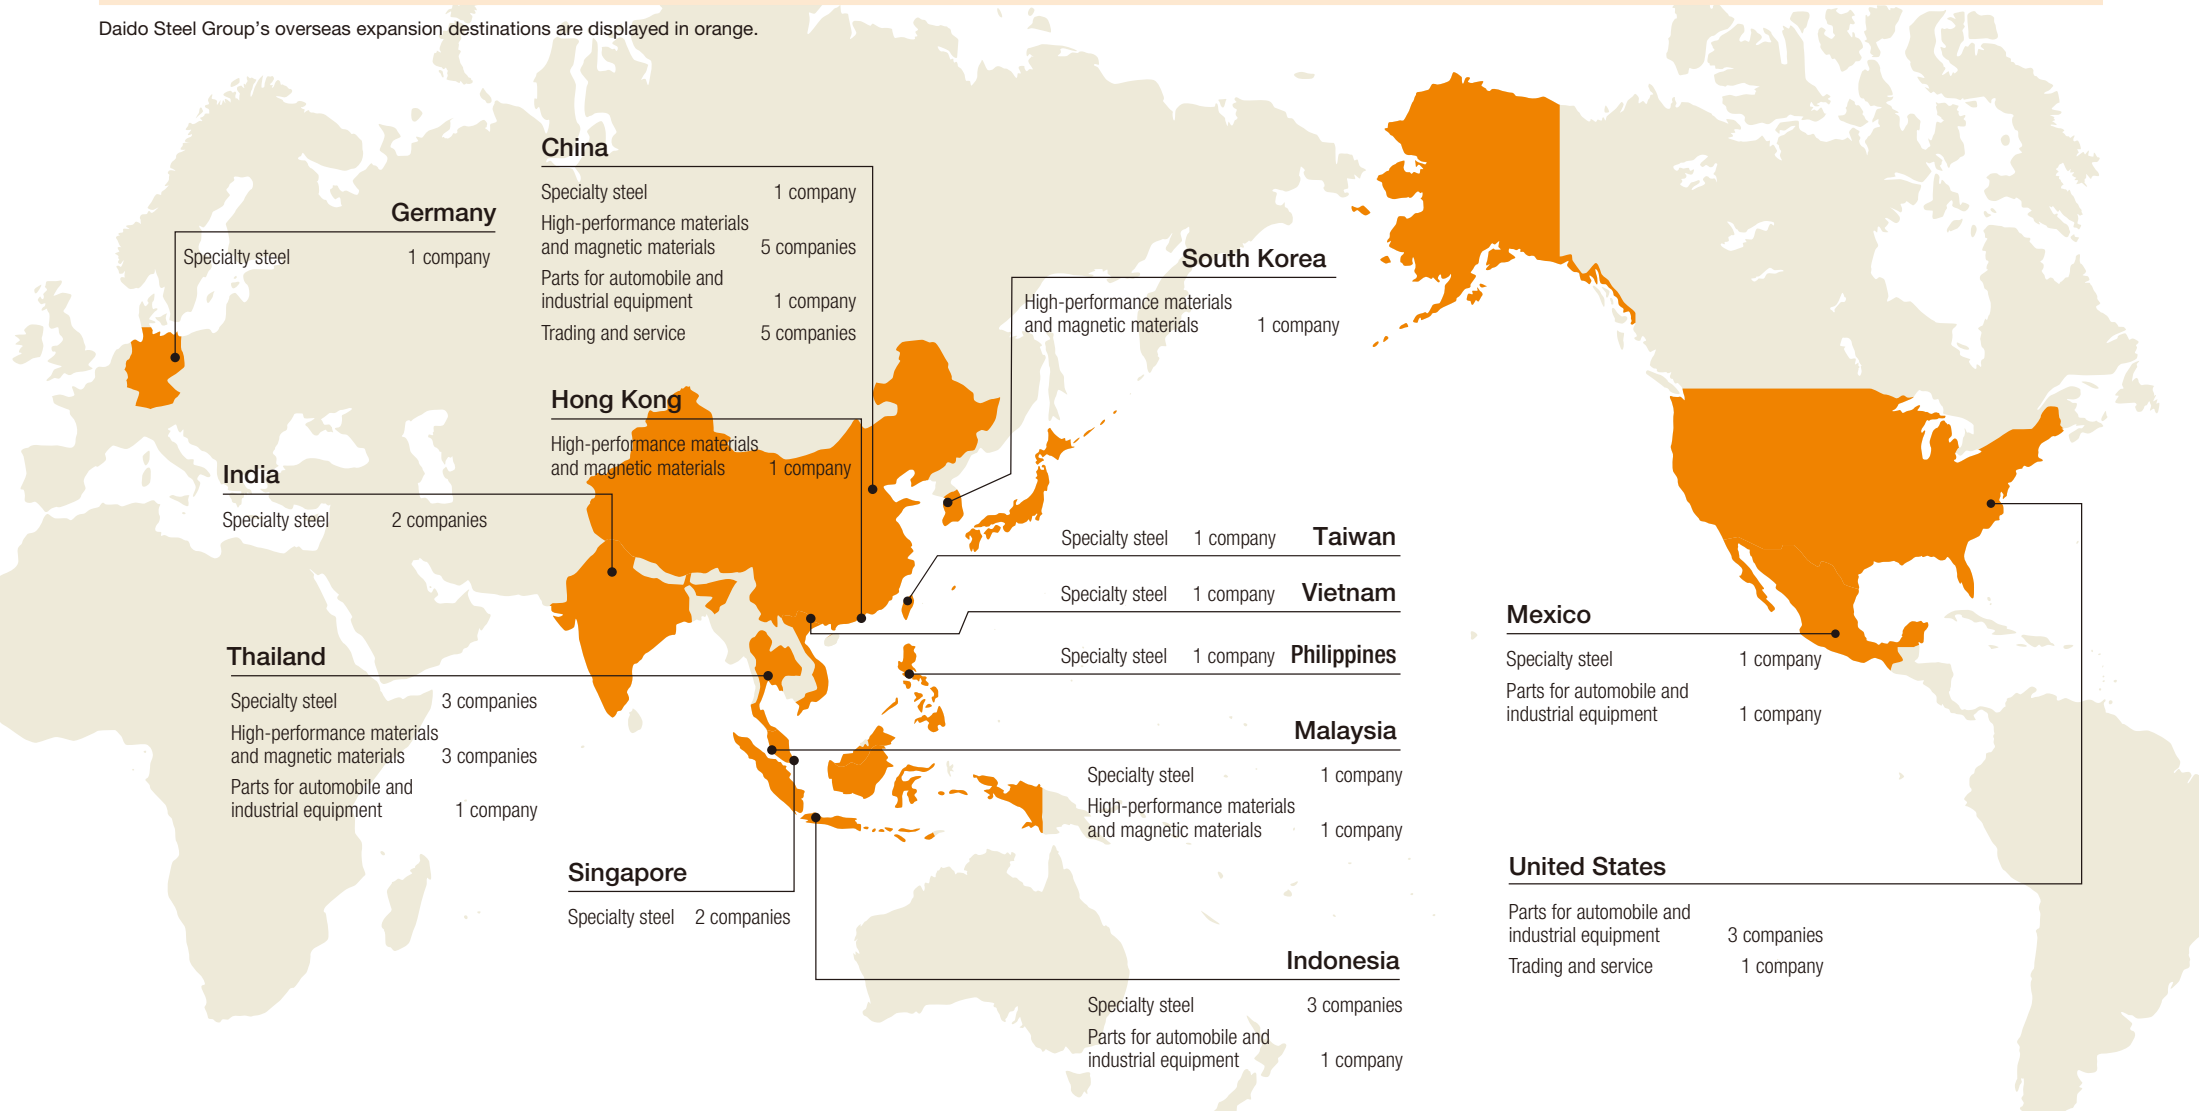 Daido Steel Group's overseas expansion destinations are displayed in orange.
China
Specialty steel 1 company
High-performance materials
and magnetic materials 5 companies
Parts for automobile and
industrial equipment 1 company
Trading and service 5 companies
Germany
Specialty steel 1 company
South Korea
High-performance materials
and magnetic materials 1 company
Hong Kong
High-performance materials
and magnetic materials 1 company
India
Specialty steel 2 companies
Specialty steel 1 company Taiwan
Specialty steel 1 company Vietnam
Specialty steel 1 company Philippines
Thailand
Specialty steel 3 companies
High-performance materials
and magnetic materials 3 companies
Parts for automobile and
industrial equipment 1 company
Malaysia
Specialty steel 1 company
High-performance materials
and magnetic materials 1 company
Singapore
Specialty steel 2 companies
Indonesia
Specialty steel 3 companies
Parts for automobile and
industrial equipment 1 company
Mexico
Specialty steel 1 company
Parts for automobile and
industrial equipment 1 company
United States
Parts for automobile and
industrial equipment 3 companies
Trading and service 1 company